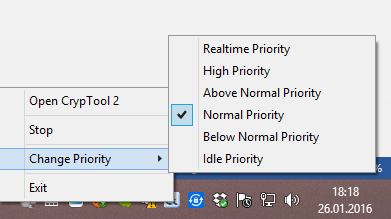 Realtime Priority
High Priority
Above Normal Priority
Normal Priority
Below Normal Priority
Idle Priority
Open CrypTool 2
Stop
Change Priority
Exit
%
18:18
26.01.2016